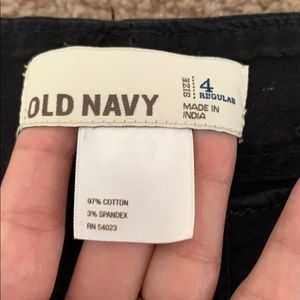 OLD NAVY
SIZE
4
REGULAR
MADE IN
INDIA
97% COTTON
3% SPANDEX
RN 54023